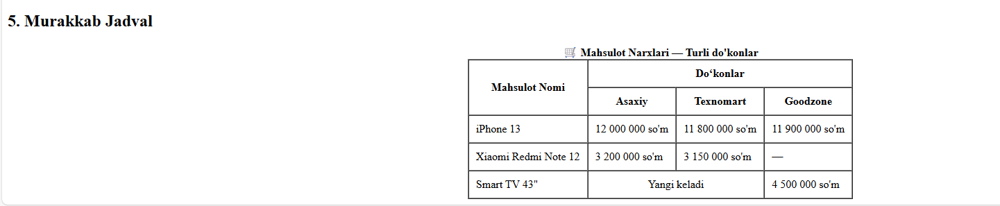 5. Murakkab Jadval
🛒 Mahsulot Narxlari — Turli do'konlar
Mahsulot Nomi Do‘konlar
Asaxiy Texnomart Goodzone
iPhone 13 12 000 000 so'm 11 800 000 so'm 11 900 000 so'm
Xiaomi Redmi Note 12 3 200 000 so'm 3 150 000 so'm —
Smart TV 43" Yangi keladi 4 500 000 so'm